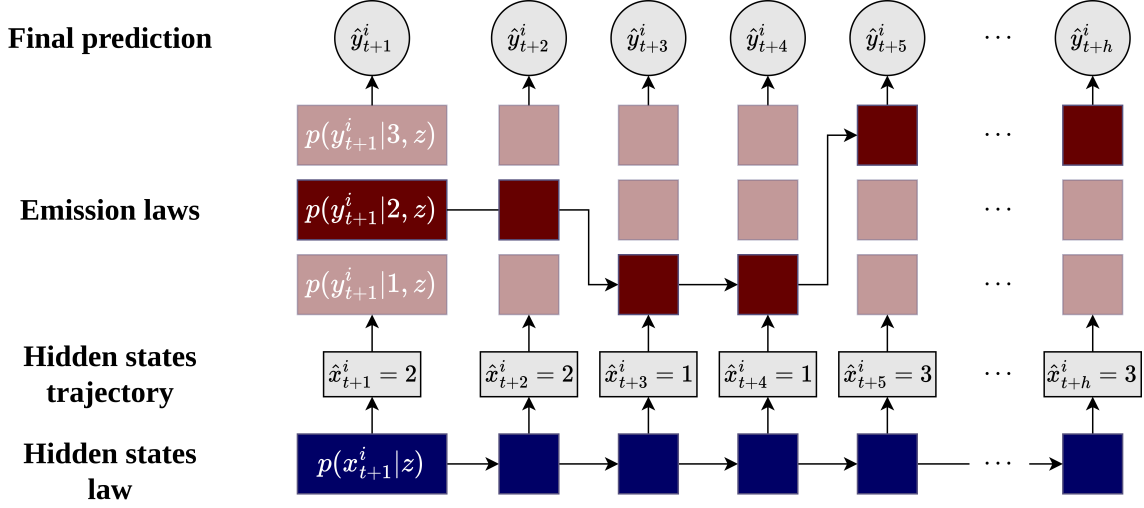 Final prediction
ŷ^i_{t+1} ŷ^i_{t+2} ŷ^i_{t+3} ŷ^i_{t+4} ŷ^i_{t+5} ··· ŷ^i_{t+h}
p(y^i_{t+1}|3, z) ···
Emission laws
p(y^i_{t+1}|2, z) ···
p(y^i_{t+1}|1, z) ···
Hidden states
trajectory
x̂^i_{t+1} = 2 x̂^i_{t+2} = 2 x̂^i_{t+3} = 1 x̂^i_{t+4} = 1 x̂^i_{t+5} = 3 ··· x̂^i_{t+h} = 3
Hidden states
law
p(x^i_{t+1}|z) ···